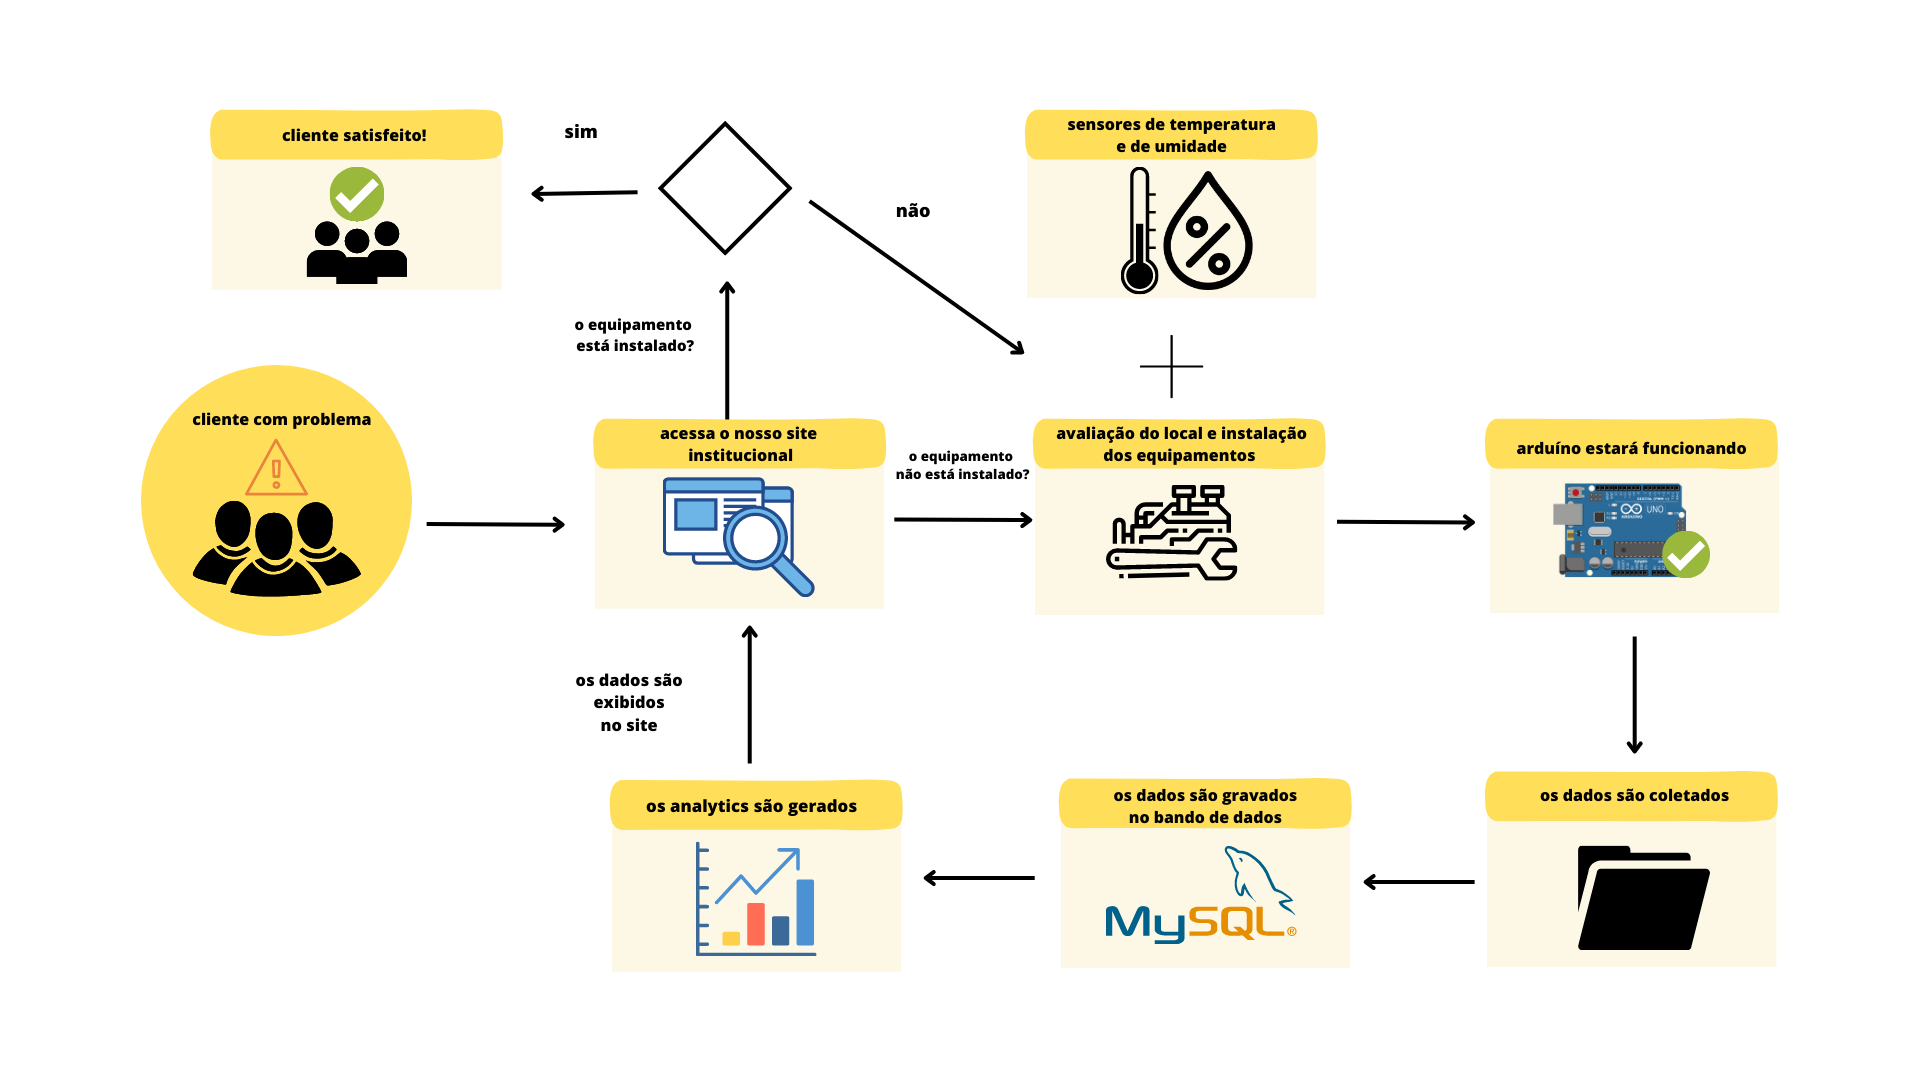 cliente satisfeito!
sim
não
sensores de temperatura
e de umidade
o equipamento
está instalado?
cliente com problema
acessa o nosso site
institucional
o equipamento
não está instalado?
avaliação do local e instalação
dos equipamentos
arduíno estará funcionando
UNO
ARDUINO
os dados são
exibidos
no site
os analytics são gerados
os dados são gravados
no bando de dados
MySQL®
os dados são coletados